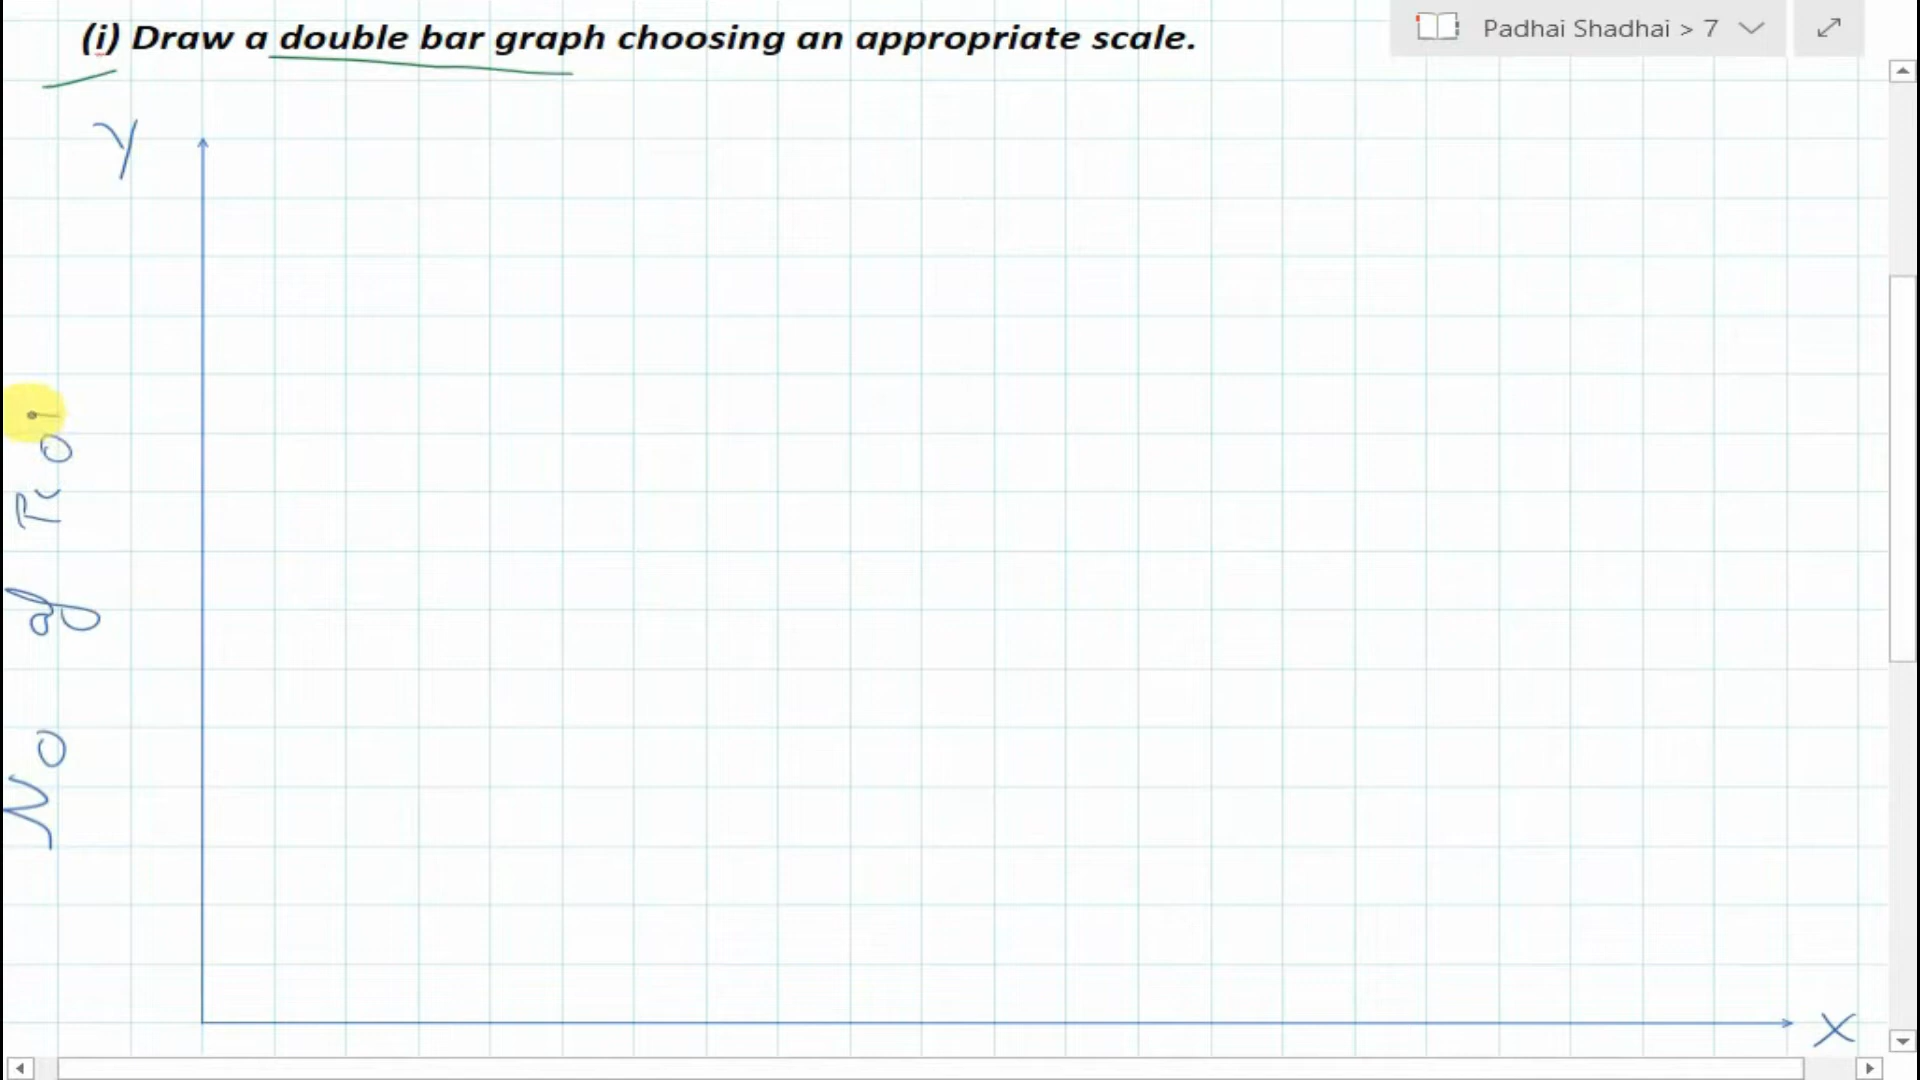 (i) Draw a double bar graph choosing an appropriate scale.
Padhai Shadhai > 7
Y
No of
X